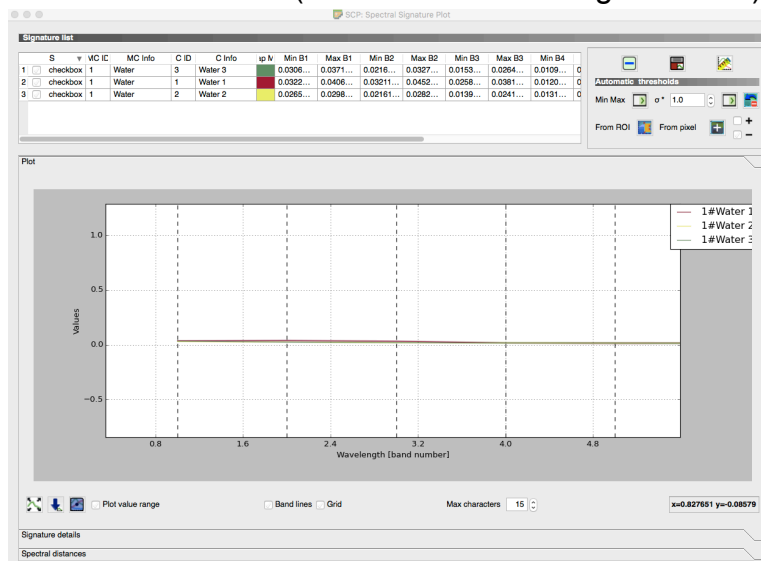 SCP: Spectral Signature Plot
Signature list
S MC ID MC Info C ID C Info Min B1 Max B1 Min B2 Max B2 Min B3 Max B3 Min B4
1 checkbox 1 Water 3 Water 3 0.0306... 0.0371... 0.0216... 0.0327... 0.0153... 0.0264... 0.0109... 0
2 checkbox 1 Water 1 Water 1 0.0322... 0.0406... 0.03211... 0.0452... 0.0258... 0.0381... 0.0120... 0
3 checkbox 1 Water 2 Water 2 0.0265... 0.0298... 0.02161... 0.0282... 0.0139... 0.0241... 0.0131... 0
Automatic thresholds
Min Max σ* 1.0
From ROI From pixel + −
Plot
1#Water 1
1#Water 2
1#Water 3
1.0
0.5
0.0
−0.5
Values
0.8 1.6 2.4 3.2 4.0 4.8
Wavelength [band number]
Plot value range Band lines Grid Max characters 15 x=0.827651 y=-0.08579
Signature details
Spectral distances